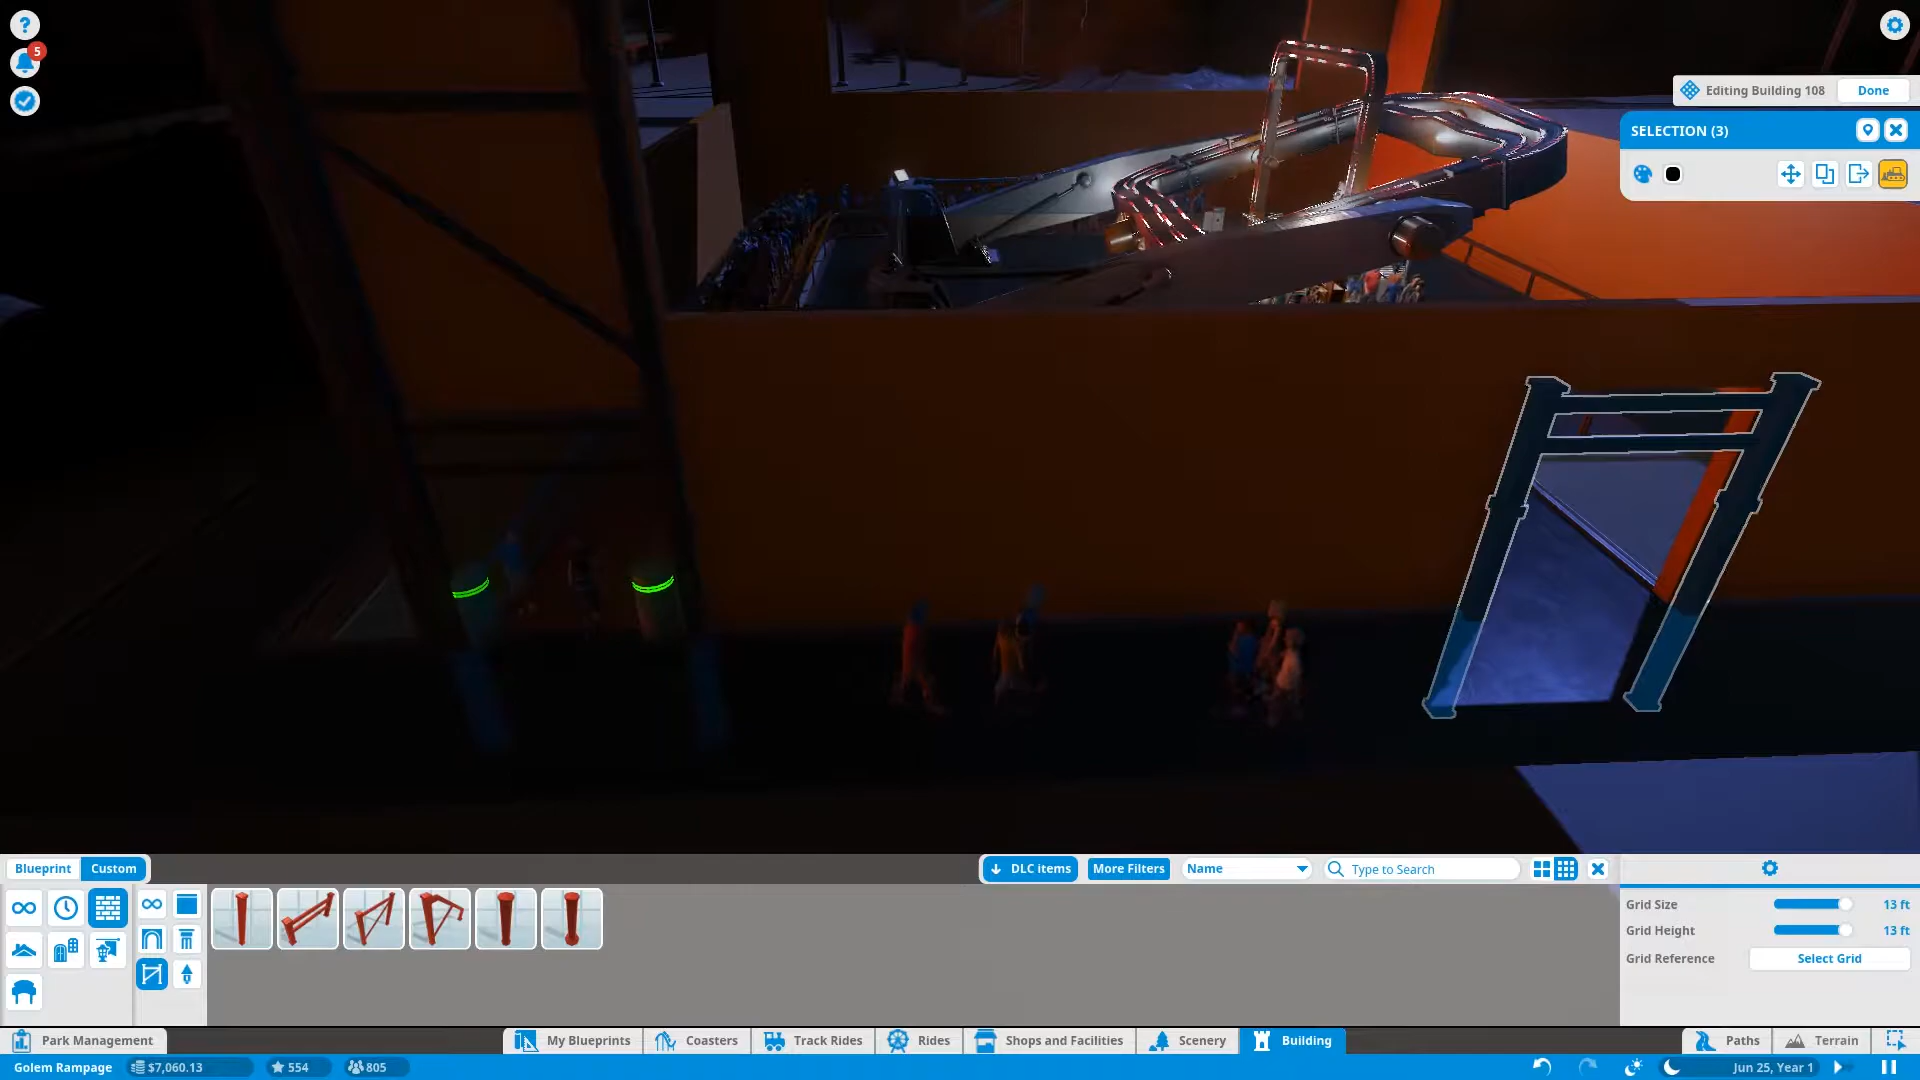 ?
5
Editing Building 108
Done
SELECTION (3)
Blueprint
Custom
DLC items
More Filters
Name
Type to Search
Grid Size
13 ft
Grid Height
13 ft
Grid Reference
Select Grid
Park Management
My Blueprints
Coasters
Track Rides
Rides
Shops and Facilities
Scenery
Building
Paths
Terrain
Golem Rampage
$7,060.13
554
805
Jun 25, Year 1